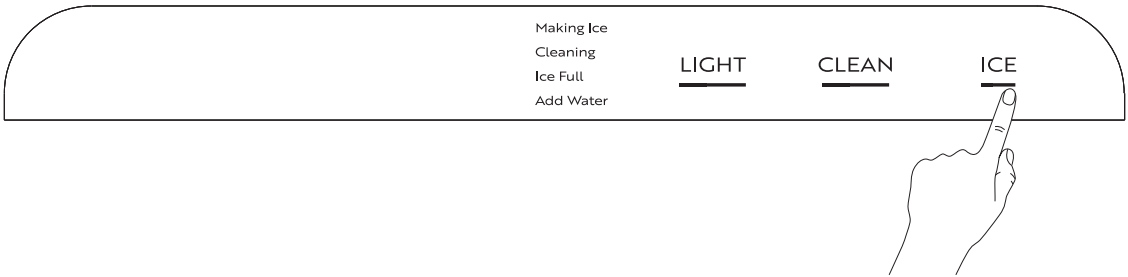 Making Ice
Cleaning
Ice Full
Add Water
LIGHT
CLEAN
ICE